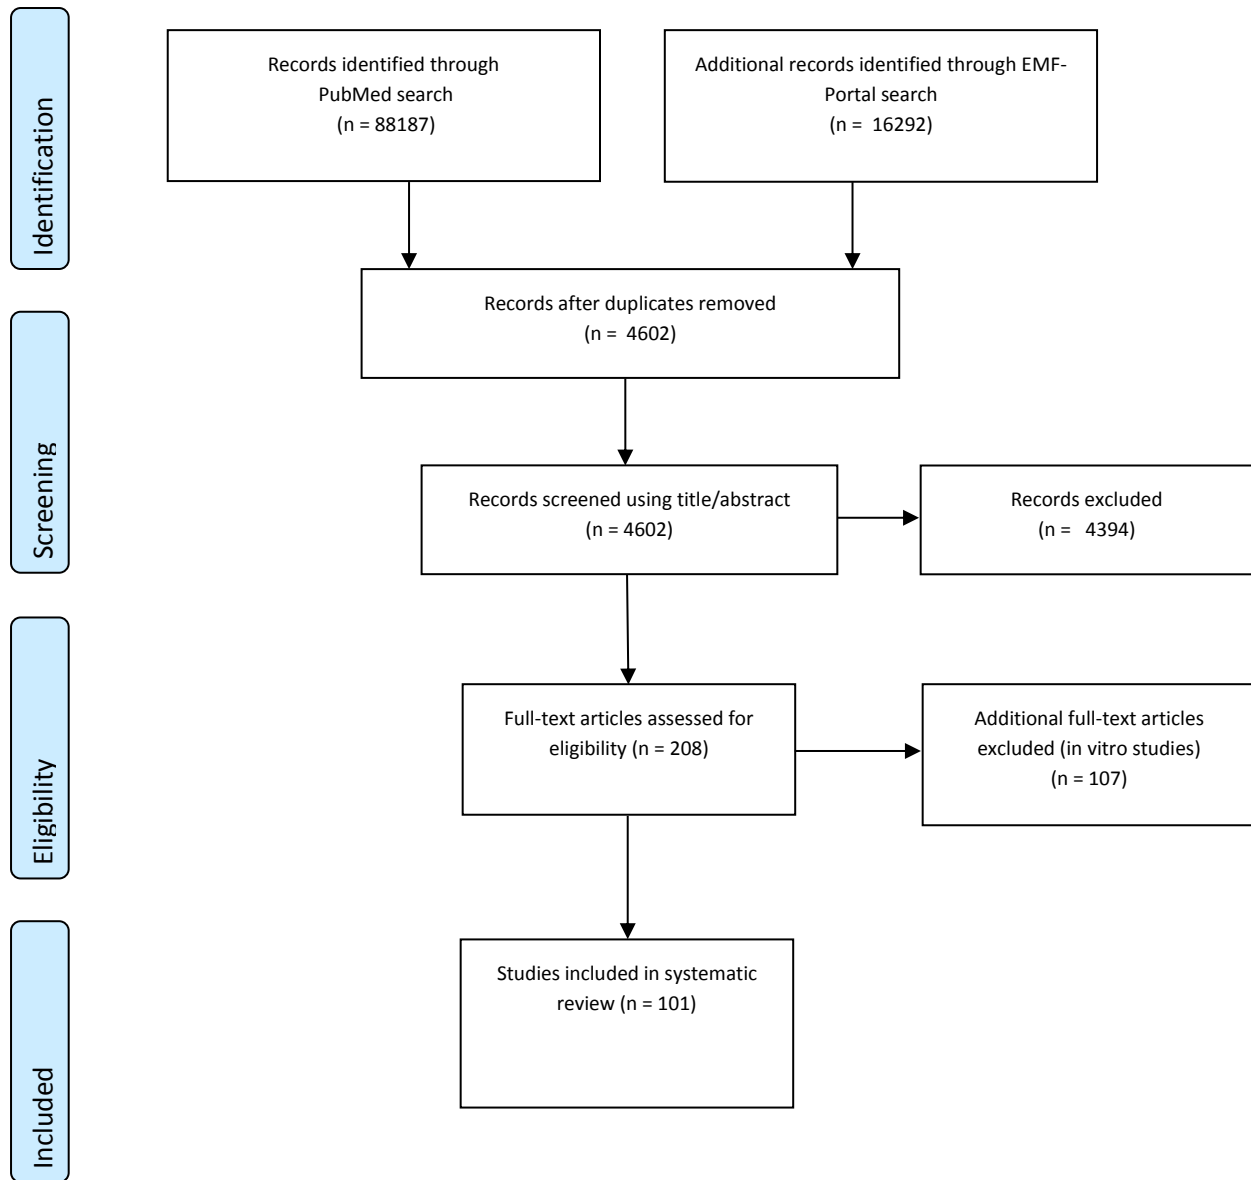 Identification
Records identified through
PubMed search
(n = 88187)
Additional records identified through EMF-
Portal search
(n = 16292)
Records after duplicates removed
(n = 4602)
Screening
Records screened using title/abstract
(n = 4602)
Records excluded
(n = 4394)
Eligibility
Full-text articles assessed for
eligibility (n = 208)
Additional full-text articles
excluded (in vitro studies)
(n = 107)
Included
Studies included in systematic
review (n = 101)